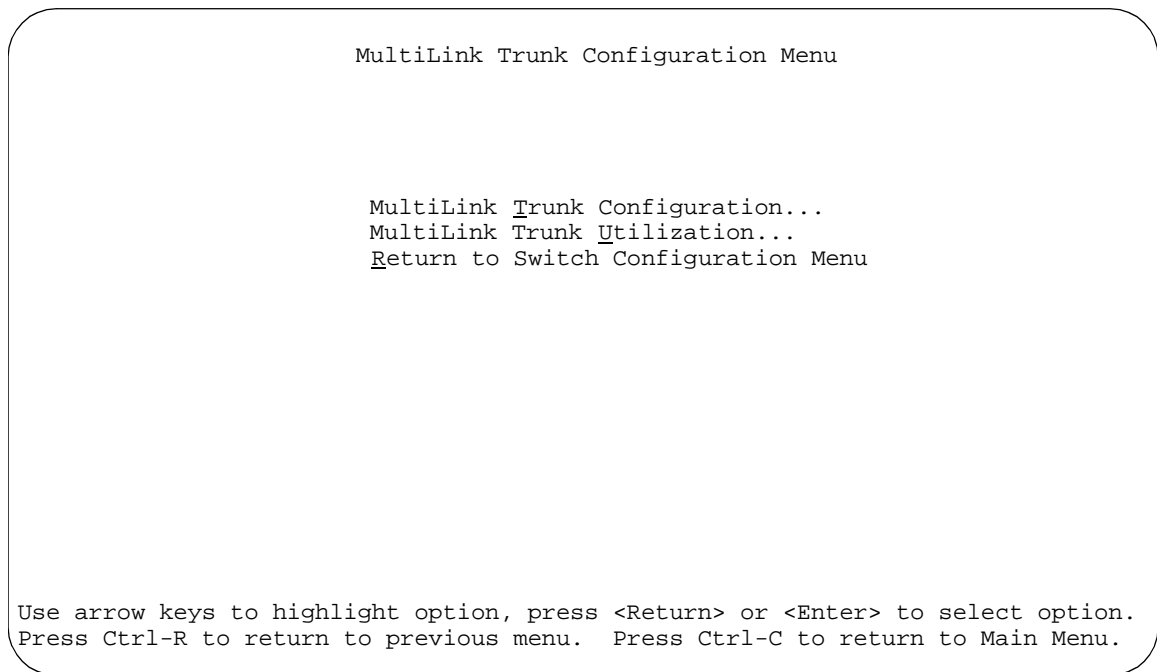 MultiLink Trunk Configuration Menu
MultiLink Trunk Configuration...
MultiLink Trunk Utilization...
Return to Switch Configuration Menu
Use arrow keys to highlight option, press <Return> or <Enter> to select option.
Press Ctrl-R to return to previous menu.  Press Ctrl-C to return to Main Menu.